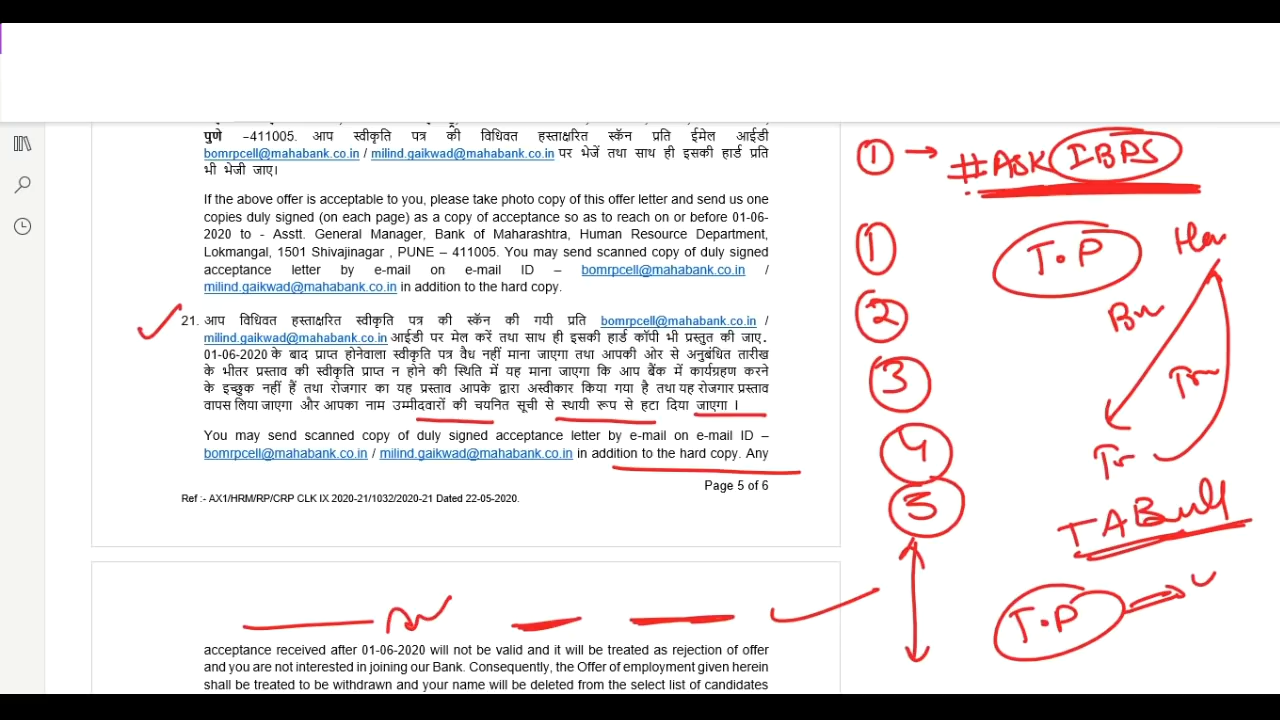 पुणे –411005. आप स्वीकृति पत्र की विधिवत हस्ताक्षरित स्कॅन प्रति ईमेल आईडी
bomrpcell@mahabank.co.in / milind.gaikwad@mahabank.co.in पर भेजें तथा साथ ही इसकी हार्ड प्रति
भी भेजी जाए।
If the above offer is acceptable to you, please take photo copy of this offer letter and send us one
copies duly signed (on each page) as a copy of acceptance so as to reach on or before 01-06-
2020 to - Asstt. General Manager, Bank of Maharashtra, Human Resource Department,
Lokmangal, 1501 Shivajinagar , PUNE – 411005. You may send scanned copy of duly signed
acceptance letter by e-mail on e-mail ID – bomrpcell@mahabank.co.in /
milind.gaikwad@mahabank.co.in in addition to the hard copy.
21. आप विधिवत हस्ताक्षरित स्वीकृति पत्र की स्कॅन की गयी प्रति bomrpcell@mahabank.co.in /
milind.gaikwad@mahabank.co.in आईडी पर मेल करें तथा साथ ही इसकी हार्ड कॉपी भी प्रस्तुत की जाए.
01-06-2020 के बाद प्राप्त होनेवाला स्वीकृति पत्र वैध नहीं माना जाएगा तथा आपकी ओर से अनुबंधित तारीख
के भीतर प्रस्ताव की स्वीकृति प्राप्त न होने की स्थिति में यह माना जाएगा कि आप बैंक में कार्यग्रहण करने
के इच्छुक नहीं हैं तथा रोजगार का यह प्रस्ताव आपके द्वारा अस्वीकार किया गया है तथा यह रोजगार प्रस्ताव
वापस लिया जाएगा और आपका नाम उम्मीदवारों की चयनित सूची से स्थायी रूप से हटा दिया जाएगा ।
You may send scanned copy of duly signed acceptance letter by e-mail on e-mail ID –
bomrpcell@mahabank.co.in / milind.gaikwad@mahabank.co.in in addition to the hard copy. Any
Page 5 of 6
Ref :- AX1/HRM/RP/CRP CLK IX 2020-21/1032/2020-21 Dated 22-05-2020.
acceptance received after 01-06-2020 will not be valid and it will be treated as rejection of offer
and you are not interested in joining our Bank. Consequently, the Offer of employment given herein
shall be treated to be withdrawn and your name will be deleted from the select list of candidates
1 → #ASK IBPS
1
T.P
2
3
4
5
T.P